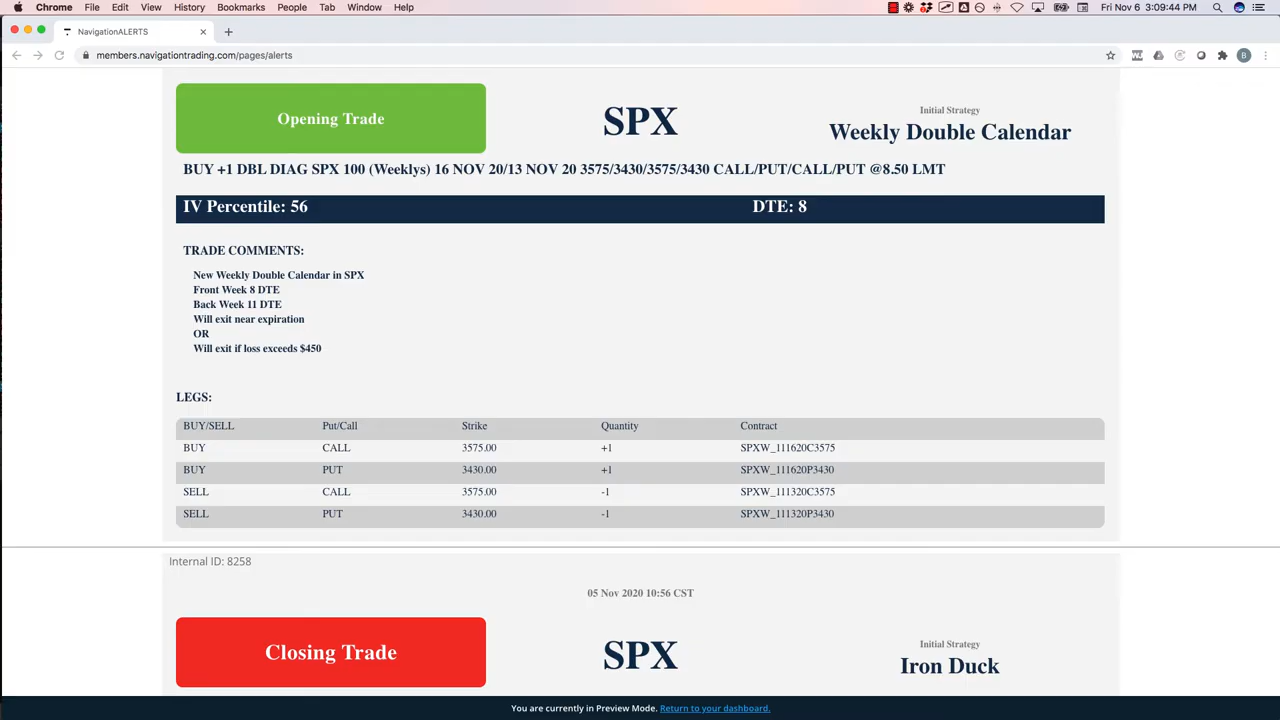 Chrome File Edit View History Bookmarks People Tab Window Help Fri Nov 6 3:09:44 PM
NavigationALERTS
members.navigationtrading.com/pages/alerts
B
Opening Trade
SPX
Initial Strategy
Weekly Double Calendar
BUY +1 DBL DIAG SPX 100 (Weeklys) 16 NOV 20/13 NOV 20 3575/3430/3575/3430 CALL/PUT/CALL/PUT @8.50 LMT
IV Percentile: 56 DTE: 8
TRADE COMMENTS:
New Weekly Double Calendar in SPX
Front Week 8 DTE
Back Week 11 DTE
Will exit near expiration
OR
Will exit if loss exceeds $450
LEGS:
BUY/SELL Put/Call Strike Quantity Contract
BUY CALL 3575.00 +1 SPXW_111620C3575
BUY PUT 3430.00 +1 SPXW_111620P3430
SELL CALL 3575.00 -1 SPXW_111320C3575
SELL PUT 3430.00 -1 SPXW_111320P3430
Internal ID: 8258
05 Nov 2020 10:56 CST
Closing Trade
SPX
Initial Strategy
Iron Duck
You are currently in Preview Mode. Return to your dashboard.